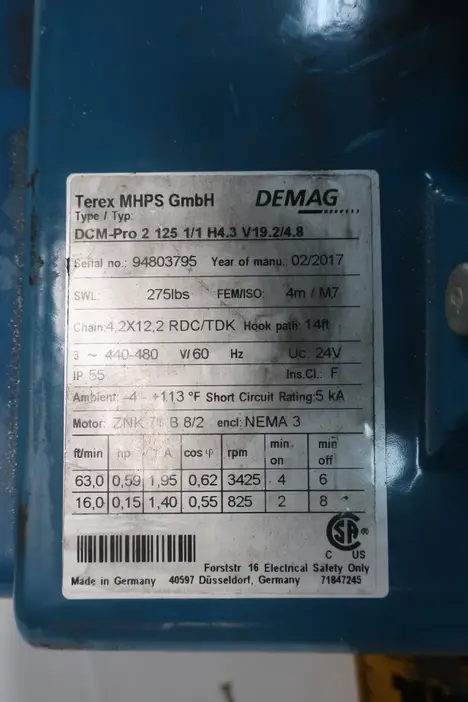 Terex MHPS GmbH DEMAG
Type / Typ:
DCM-Pro 2 125 1/1 H4.3 V19.2/4.8
Serial no.: 94803795 Year of manu.: 02/2017
SWL: 275lbs FEM/ISO: 4m / M7
Chain: 4,2X12,2 RDC/TDK Hook path: 14ft
3 ~ 440-480 V/ 60 Hz Uc: 24V
IP 55 Ins.Cl.: F
Ambient: -4 - +113 °F Short Circuit Rating: 5 kA
Motor: ZNK 71 B 8/2 encl: NEMA 3
ft/min hp A cos φ rpm min on min off
63,0 0,59 1,95 0,62 3425 4 6
16,0 0,15 1,40 0,55 825 2 8
SA ®
C US
Forststr 16 Electrical Safety Only
Made in Germany 40597 Düsseldorf, Germany 71847245